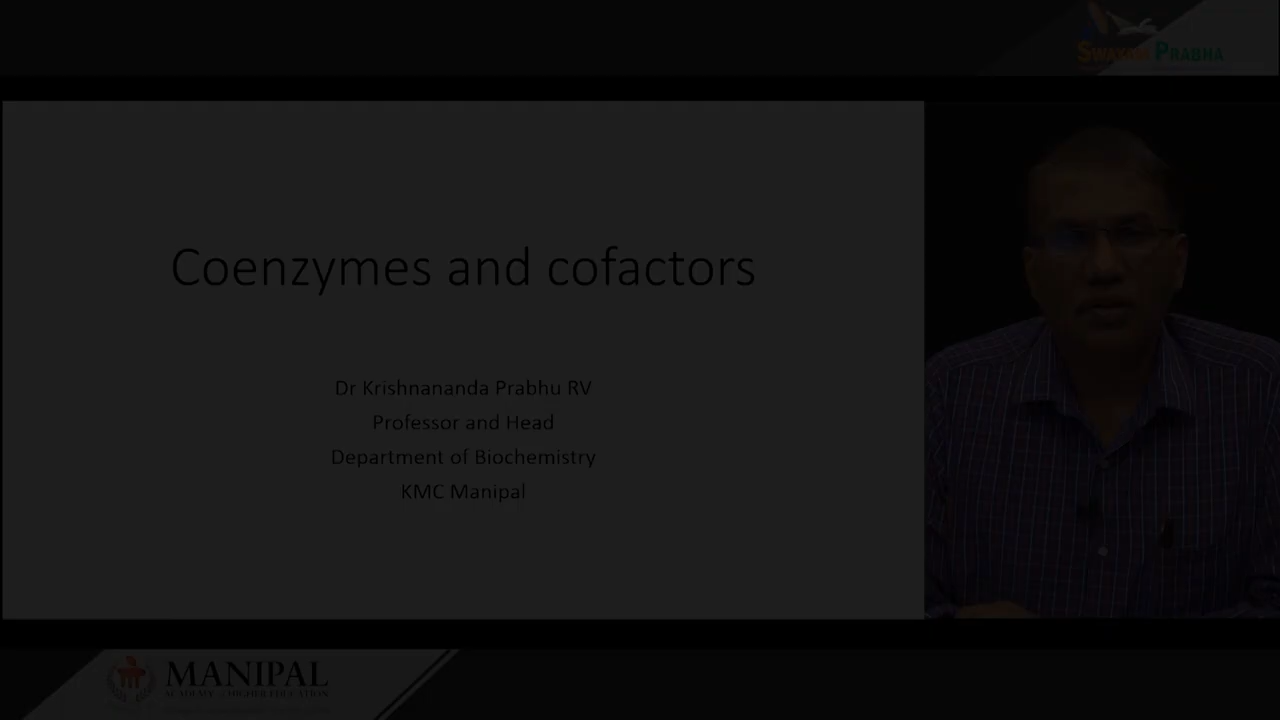 SWAYAM PRABHA
Coenzymes and cofactors
Dr Krishnananda Prabhu RV
Professor and Head
Department of Biochemistry
KMC Manipal
MANIPAL
ACADEMY of HIGHER EDUCATION